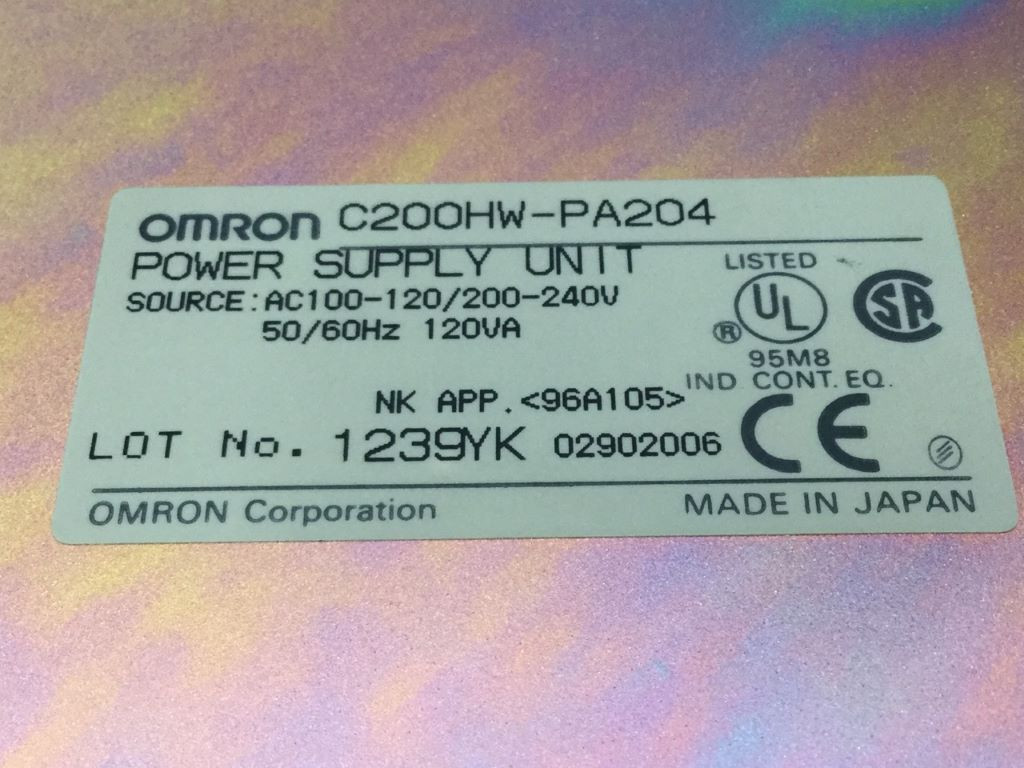 OMRON C200HW-PA204
POWER SUPPLY UNIT
SOURCE:AC100-120/200-240V
50/60Hz 120VA
LISTED
UL
®
SA
95M8
IND CONT. EQ.
NK APP.<96A105>
LOT No. 1239YK 02902006
CE
OMRON Corporation
MADE IN JAPAN